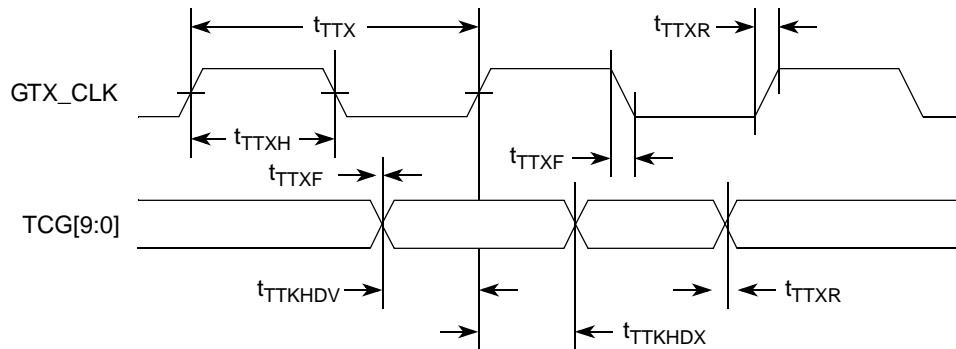 tTTX
tTTXR
GTX_CLK
tTTXH
tTTXF
tTTXF
TCG[9:0]
tTTKHDV
tTTXR
tTTKHDX